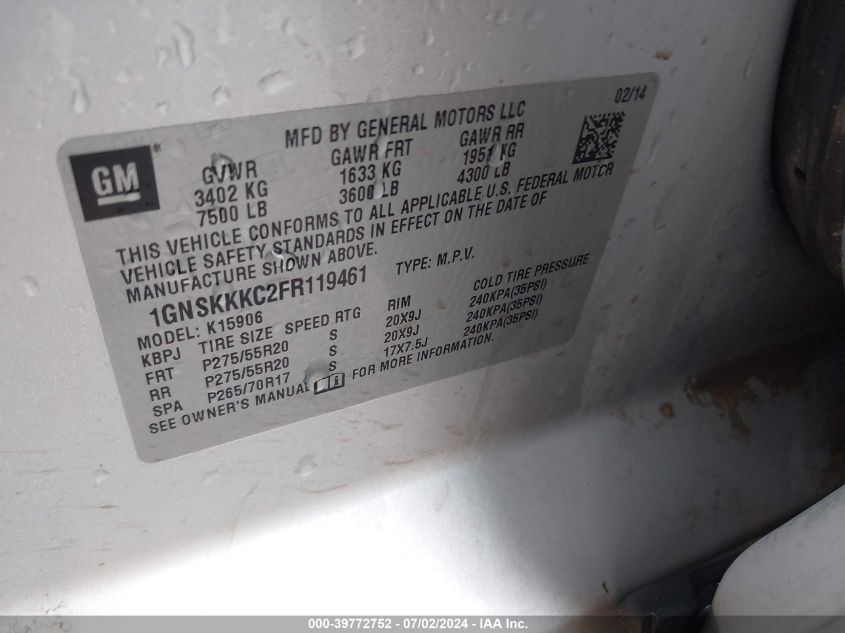 02/14
MFD BY GENERAL MOTORS LLC
GM®
GVWR GAWR FRT GAWR RR
3402 KG 1633 KG 1951 KG
7500 LB 3600 LB 4300 LB
THIS VEHICLE CONFORMS TO ALL APPLICABLE U.S. FEDERAL MOTOR
VEHICLE SAFETY STANDARDS IN EFFECT ON THE DATE OF
MANUFACTURE SHOWN ABOVE.
1GNSKKKC2FR119461 TYPE: M.P.V.
MODEL: K15906
KBPJ TIRE SIZE SPEED RTG RIM COLD TIRE PRESSURE
FRT P275/55R20 S 20X9J 240KPA(35PSI)
RR P275/55R20 S 20X9J 240KPA(35PSI)
SPA P265/70R17 S 17X7.5J 240KPA(35PSI)
SEE OWNER'S MANUAL FOR MORE INFORMATION.
000-39772752 - 07/02/2024 - IAA Inc.